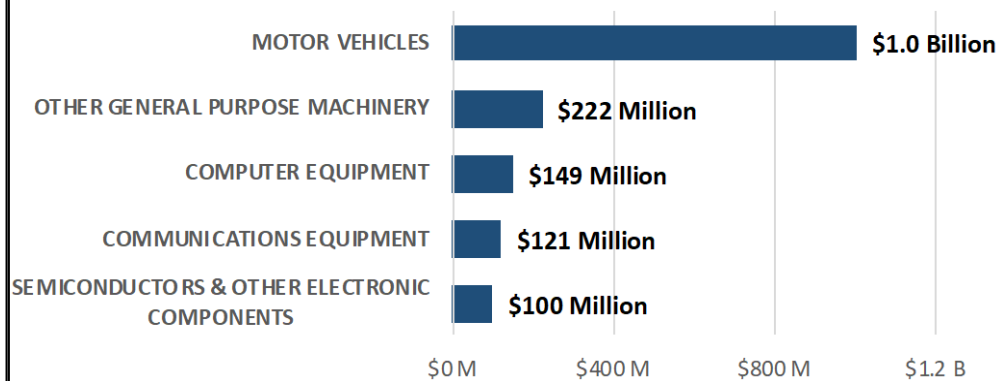 MOTOR VEHICLES
$1.0 Billion
OTHER GENERAL PURPOSE MACHINERY
$222 Million
COMPUTER EQUIPMENT
$149 Million
COMMUNICATIONS EQUIPMENT
$121 Million
SEMICONDUCTORS & OTHER ELECTRONIC
COMPONENTS
$100 Million
$0 M
$400 M
$800 M
$1.2 B